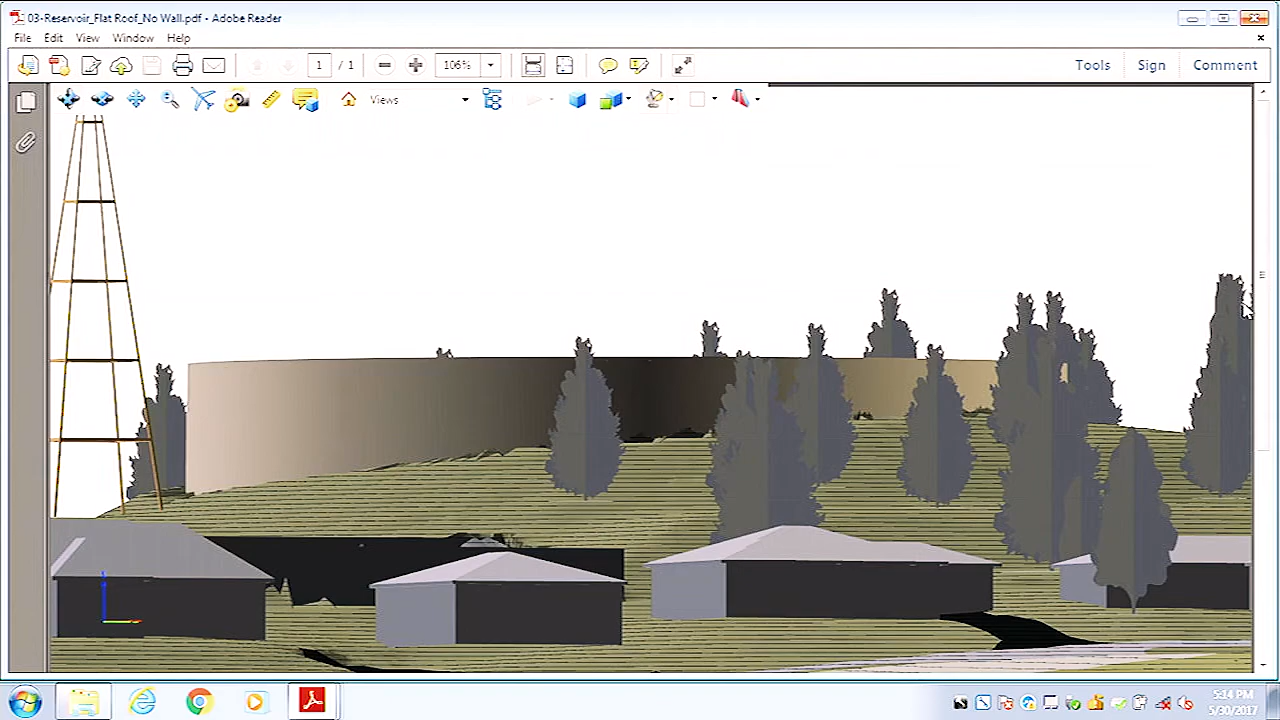 03-Reservoir_Flat Roof_No Wall.pdf - Adobe Reader
File Edit View Window Help
1 / 1 106% Tools Sign Comment
Views
5:14 PM
5/30/2017